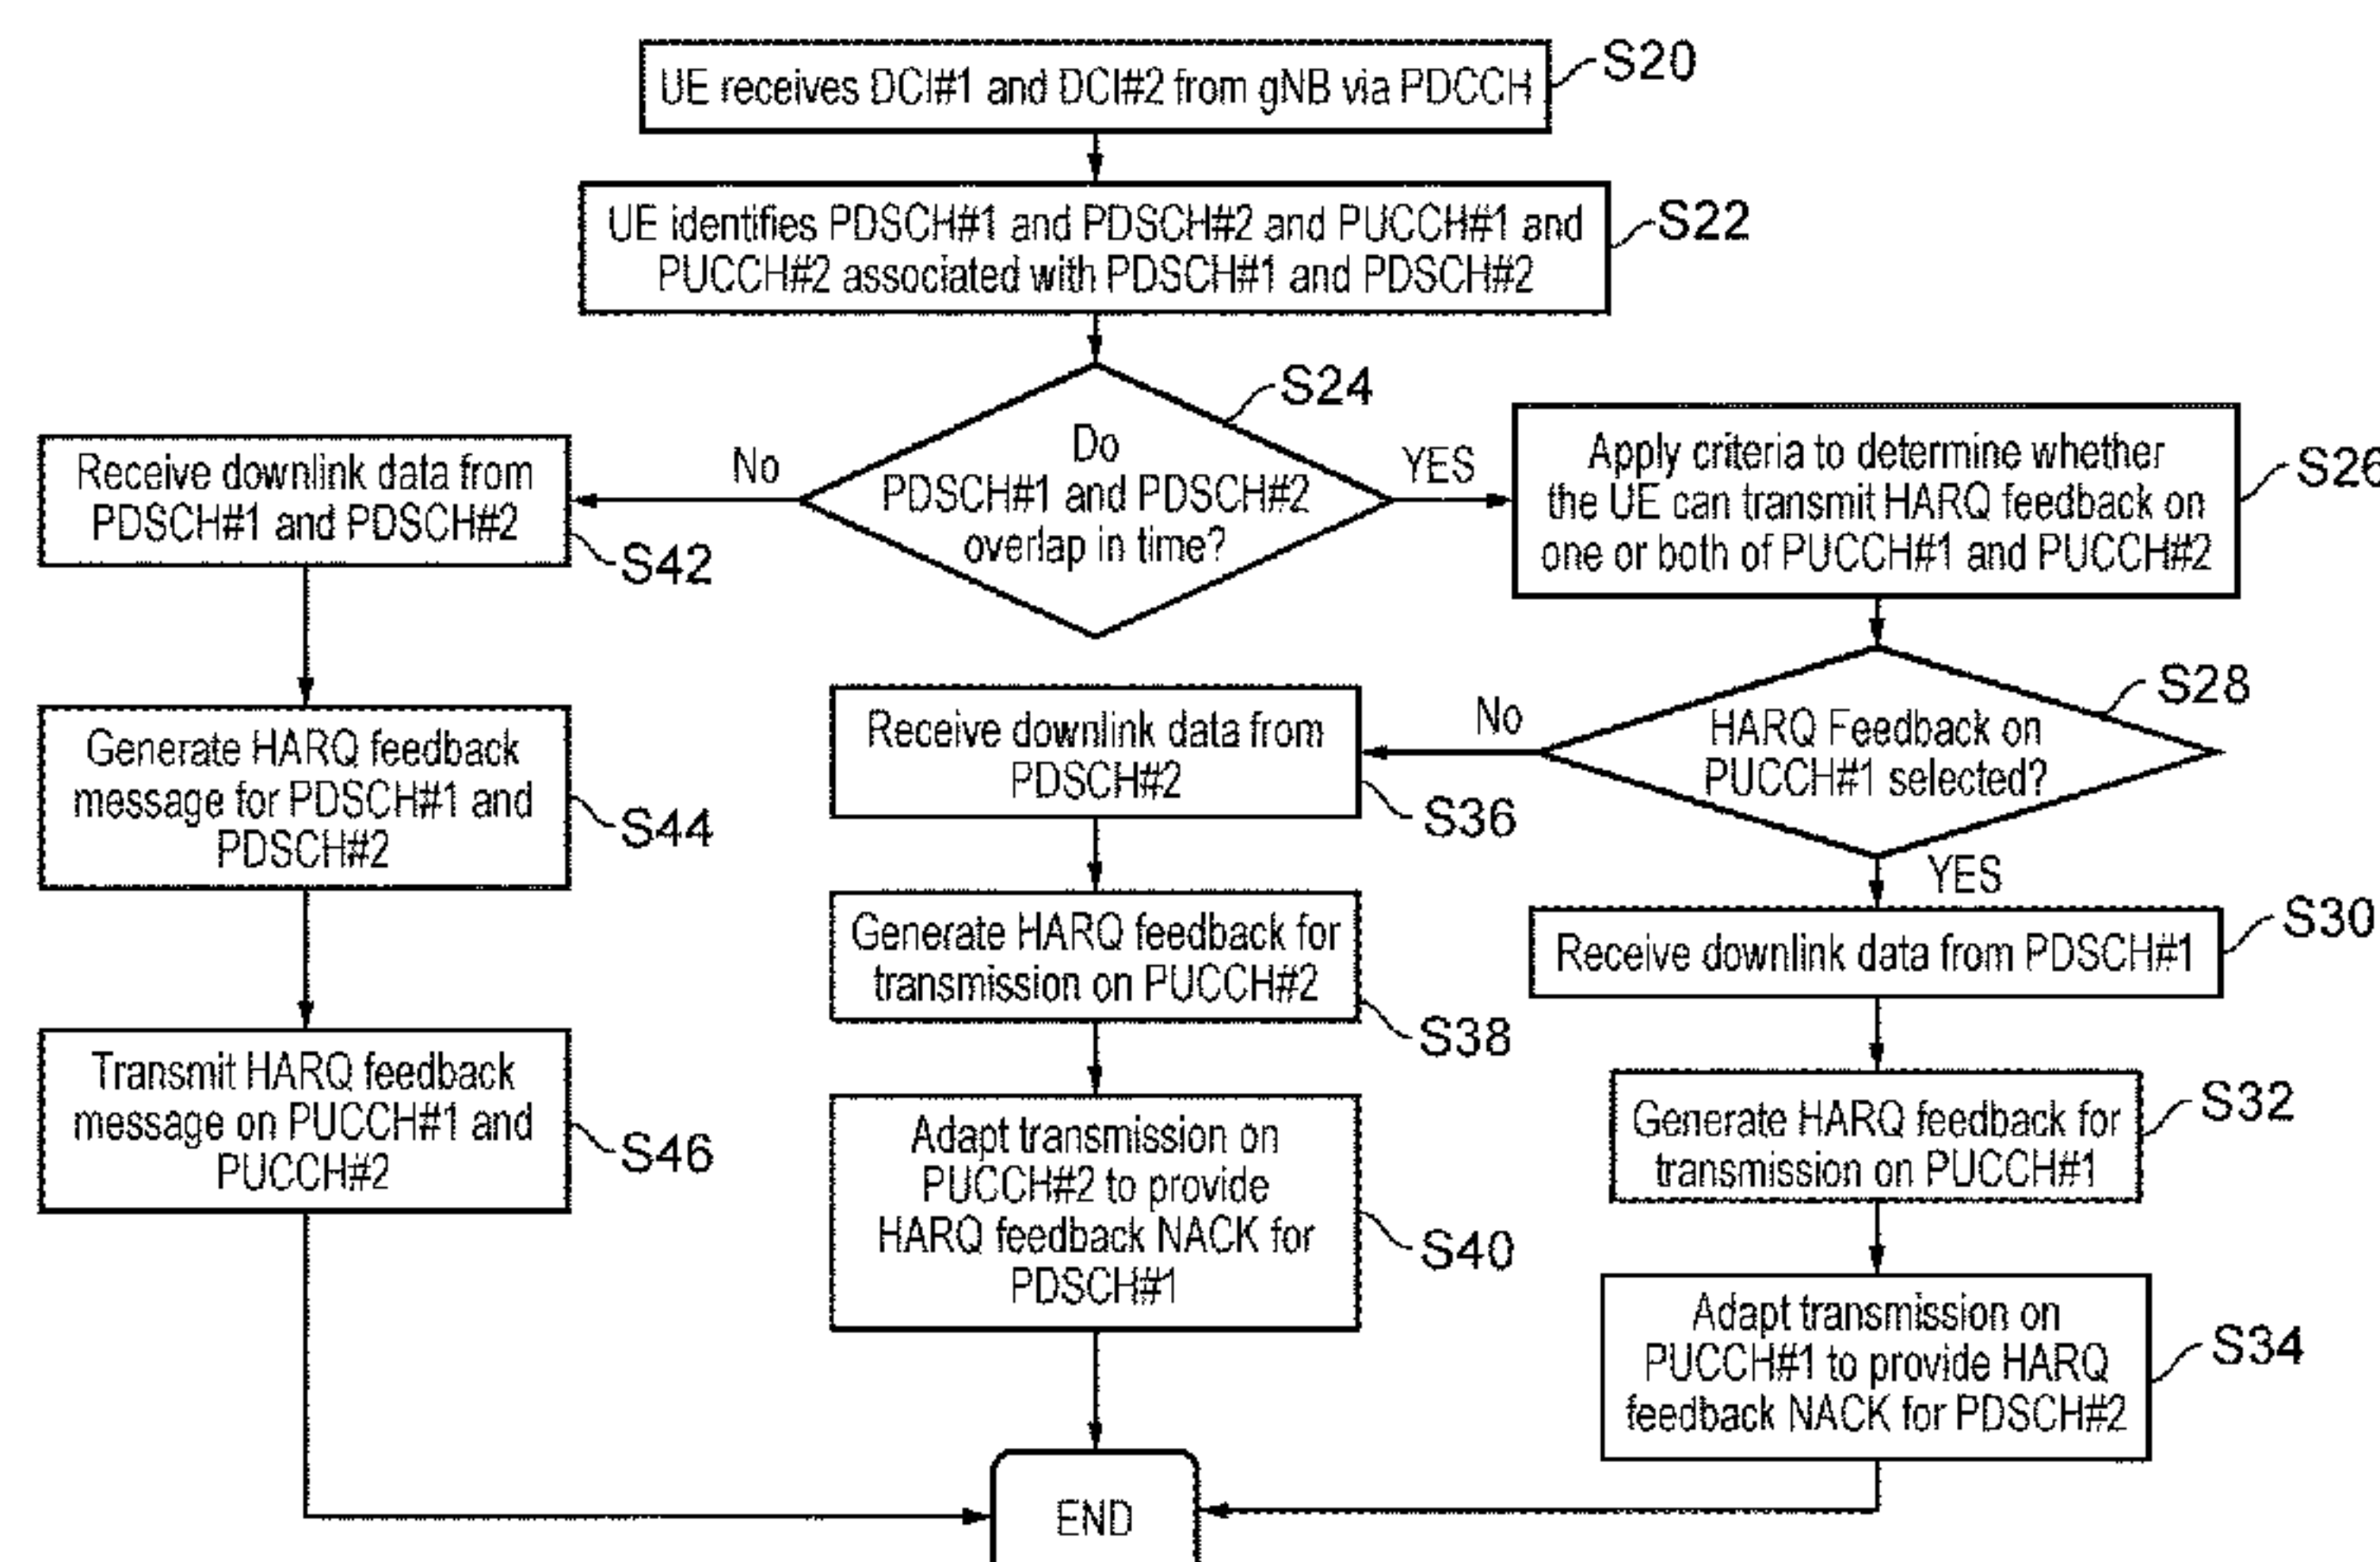 UE receives DCI#1 and DCI#2 from gNB via PDCCH
S20
UE identifies PDSCH#1 and PDSCH#2 and PUCCH#1 and
PUCCH#2 associated with PDSCH#1 and PDSCH#2
S22
Do
PDSCH#1 and PDSCH#2
overlap in time?
S24
No
YES
Apply criteria to determine whether
the UE can transmit HARQ feedback on
one or both of PUCCH#1 and PUCCH#2
S26
Receive downlink data from
PDSCH#1 and PDSCH#2
S42
HARQ Feedback on
PUCCH#1 selected?
S28
No
YES
Receive downlink data from
PDSCH#2
S36
Generate HARQ feedback
message for PDSCH#1 and
PDSCH#2
S44
Generate HARQ feedback for
transmission on PUCCH#2
S38
Receive downlink data from PDSCH#1
S30
Transmit HARQ feedback
message on PUCCH#1 and
PUCCH#2
S46
Adapt transmission on
PUCCH#2 to provide
HARQ feedback NACK for
PDSCH#1
S40
Generate HARQ feedback for
transmission on PUCCH#1
S32
Adapt transmission on
PUCCH#1 to provide HARQ
feedback NACK for PDSCH#2
S34
END